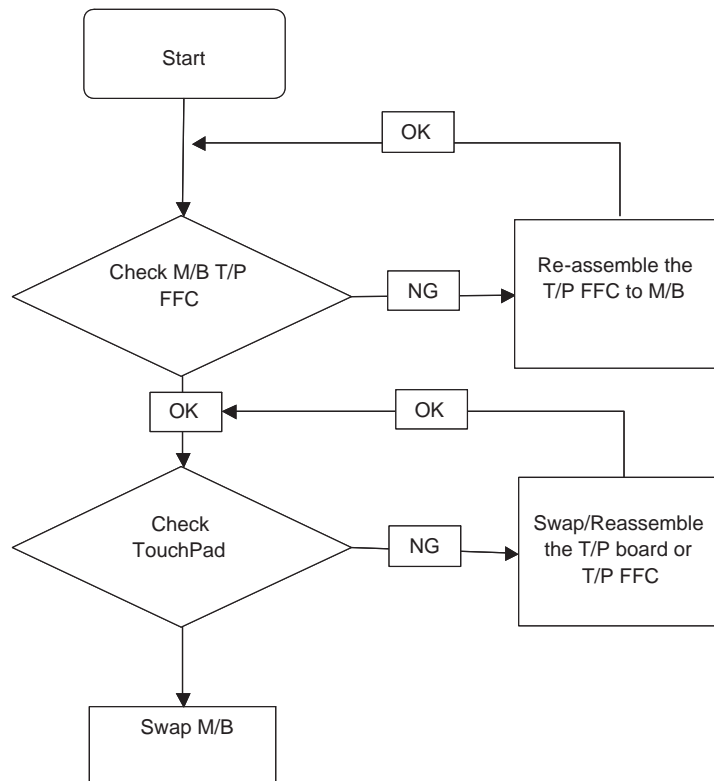 Start
OK
Check M/B T/P
FFC
NG
Re-assemble the
T/P FFC to M/B
OK
OK
Check
TouchPad
NG
Swap/Reassemble
the T/P board or
T/P FFC
Swap M/B